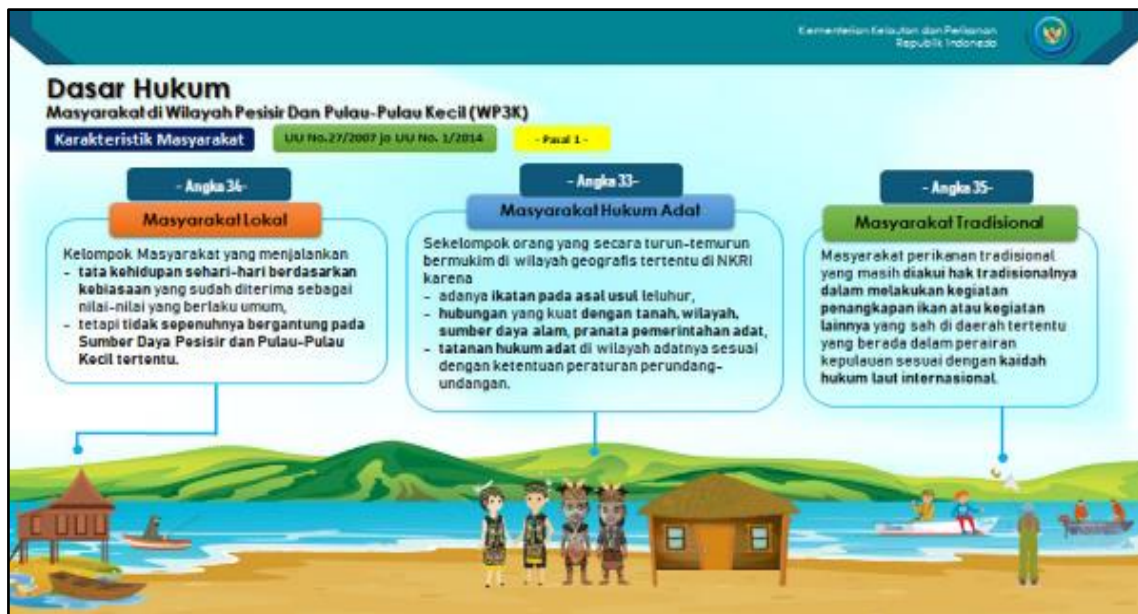 Kementerian Kelautan dan Perikanan
Republik Indonesia
Dasar Hukum
Masyarakat di Wilayah Pesisir Dan Pulau-Pulau Kecil (WP3K)
Karakteristik Masyarakat
UU No.27/2007 jo UU No. 1/2014
- Pasal 1 -
- Angka 34-
Masyarakat Lokal
Kelompok Masyarakat yang menjalankan
- tata kehidupan sehari-hari berdasarkan
kebiasaan yang sudah diterima sebagai
nilai-nilai yang berlaku umum,
- tetapi tidak sepenuhnya bergantung pada
Sumber Daya Pesisir dan Pulau-Pulau
Kecil tertentu.
- Angka 33-
Masyarakat Hukum Adat
Sekelompok orang yang secara turun-temurun
bermukim di wilayah geografis tertentu di NKRI
karena
- adanya ikatan pada asal usul leluhur,
- hubungan yang kuat dengan tanah, wilayah,
sumber daya alam, pranata pemerintahan adat,
- tatanan hukum adat di wilayah adatnya sesuai
dengan ketentuan peraturan perundang-
undangan.
- Angka 35-
Masyarakat Tradisional
Masyarakat perikanan tradisional
yang masih diakui hak tradisionalnya
dalam melakukan kegiatan
penangkapan ikan atau kegiatan
lainnya yang sah di daerah tertentu
yang berada dalam perairan
kepulauan sesuai dengan kaidah
hukum laut internasional.